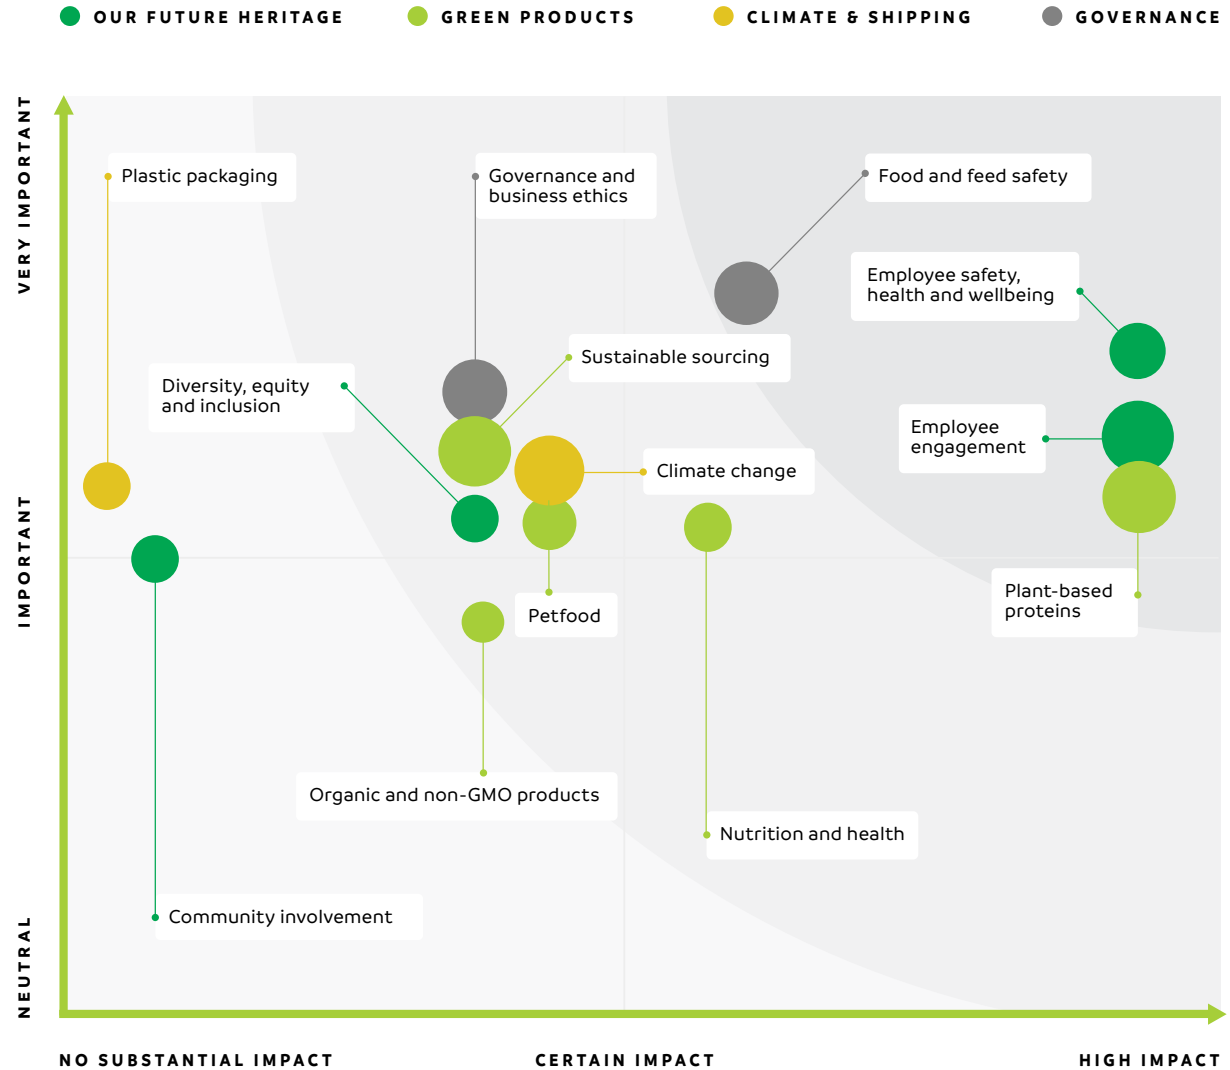 OUR FUTURE HERITAGE
GREEN PRODUCTS
CLIMATE & SHIPPING
GOVERNANCE
VERY IMPORTANT
IMPORTANT
NEUTRAL
Plastic packaging
Governance and
business ethics
Food and feed safety
Employee safety,
health and wellbeing
Sustainable sourcing
Diversity, equity
and inclusion
Employee
engagement
Climate change
Plant-based
proteins
Petfood
Organic and non-GMO products
Nutrition and health
Community involvement
NO SUBSTANTIAL IMPACT
CERTAIN IMPACT
HIGH IMPACT